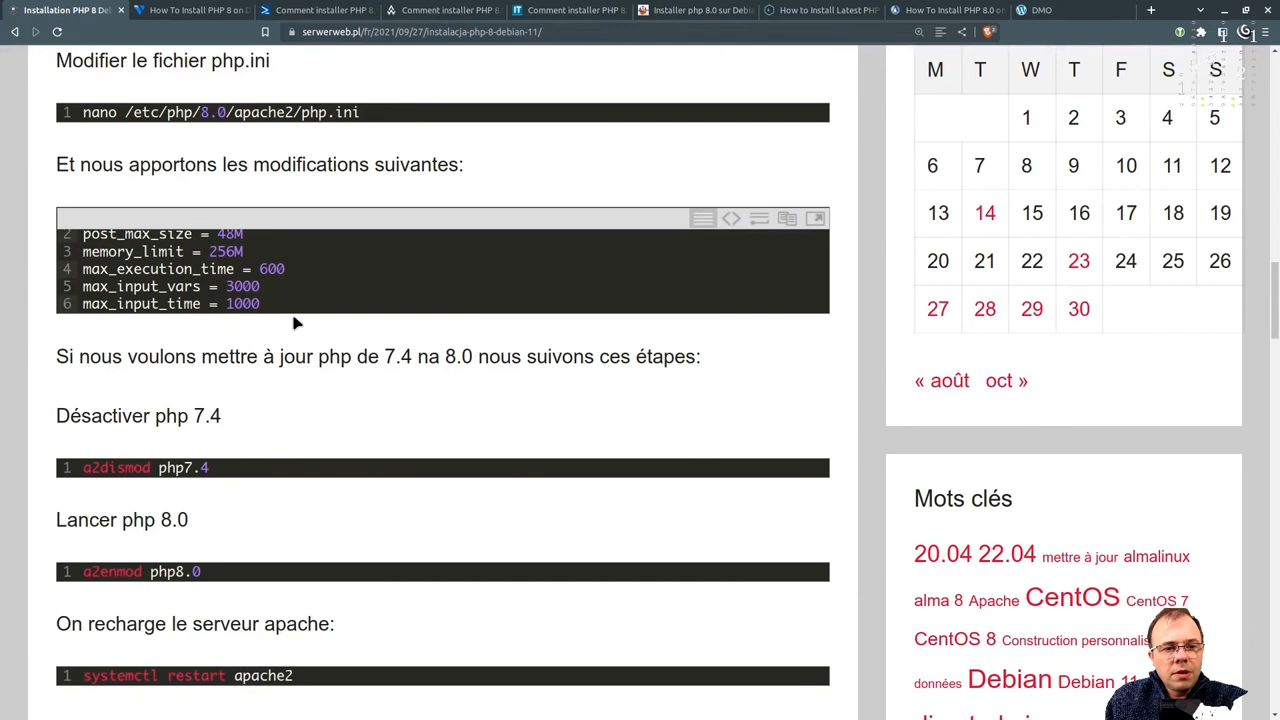 Installation PHP 8 Deb
How To Install PHP 8 on D
Comment installer PHP 8.
Comment installer PHP 8.
Comment installer PHP 8.
Installer php 8.0 sur Debia
How to Install Latest PHP
How To Install PHP 8.0 on
DMO
serwerweb.pl/fr/2021/09/27/instalacja-php-8-debian-11/
Modifier le fichier php.ini
1 nano /etc/php/8.0/apache2/php.ini
Et nous apportons les modifications suivantes:
2 post_max_size = 48M
3 memory_limit = 256M
4 max_execution_time = 600
5 max_input_vars = 3000
6 max_input_time = 1000
Si nous voulons mettre à jour php de 7.4 na 8.0 nous suivons ces étapes:
Désactiver php 7.4
1 a2dismod php7.4
Lancer php 8.0
1 a2enmod php8.0
On recharge le serveur apache:
1 systemctl restart apache2
M T W T F S S
1 2 3 4 5
6 7 8 9 10 11 12
13 14 15 16 17 18 19
20 21 22 23 24 25 26
27 28 29 30
« août oct »
Mots clés
20.04 22.04 mettre à jour almalinux
alma 8 Apache CentOS CentOS 7
CentOS 8 Construction personnalis
données Debian Debian 11